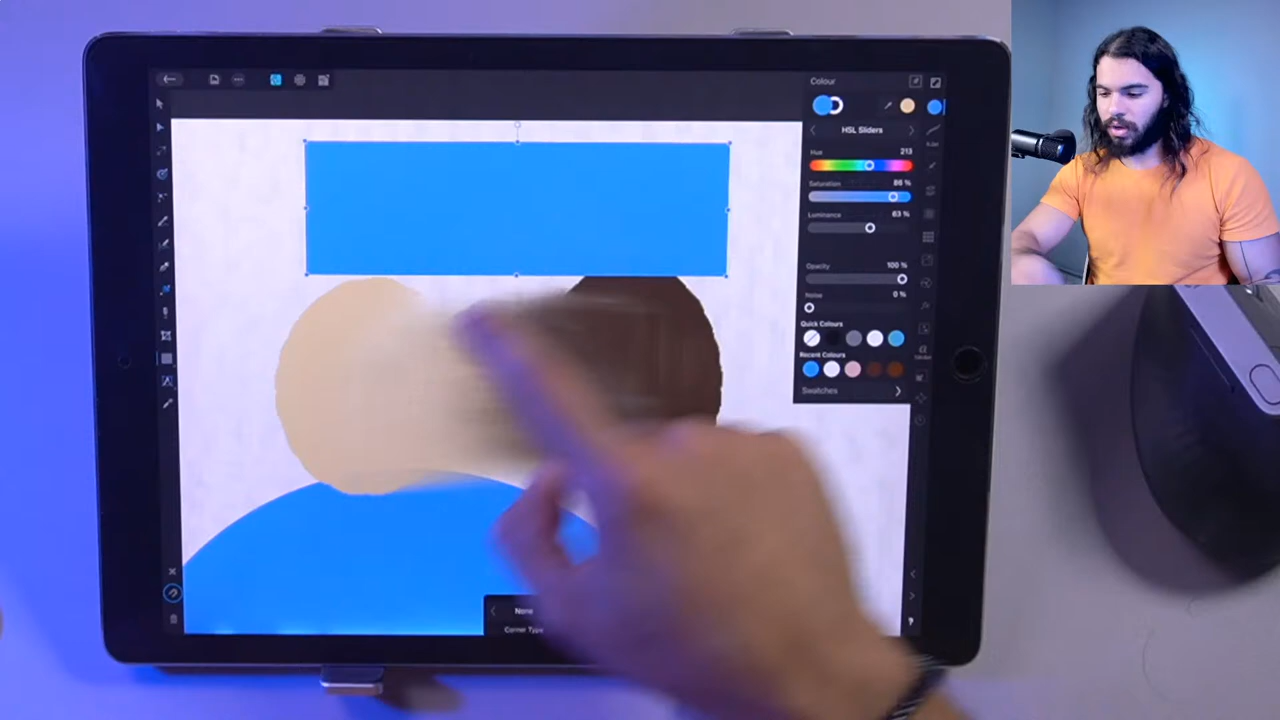 Colour
HSL Sliders
Hue 213
Saturation 86 %
Luminance 63 %
Opacity 100 %
Noise 0 %
Quick Colours
Recent Colours
Swatches
None
Corner Type